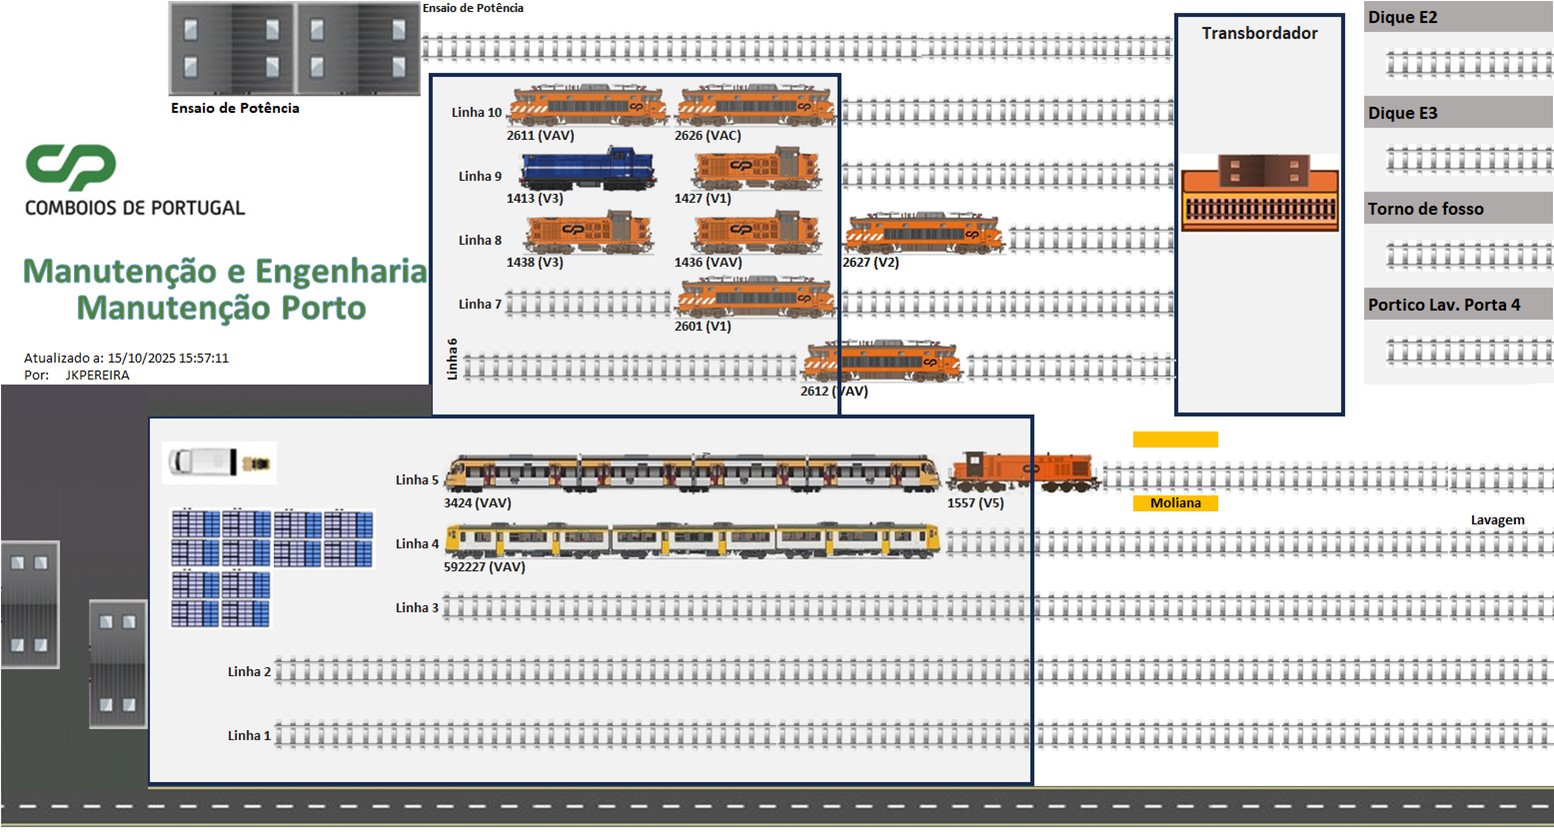 Ensaio de Potência
Ensaio de Potência
CP
COMBOIOS DE PORTUGAL
Manutenção e Engenharia
Manutenção Porto
Atualizado a: 15/10/2025 15:57:11
Por: JKPEREIRA
Transbordador
Dique E2
Dique E3
Torno de fosso
Portico Lav. Porta 4
Linha 10
2611 (VAV)
2626 (VAC)
Linha 9
1413 (V3)
1427 (V1)
Linha 8
1438 (V3)
1436 (VAV)
2627 (V2)
Linha 7
2601 (V1)
Linha 6
2612 (VAV)
Linha 5
3424 (VAV)
1557 (V5)
Moliana
Lavagem
Linha 4
592227 (VAV)
Linha 3
Linha 2
Linha 1